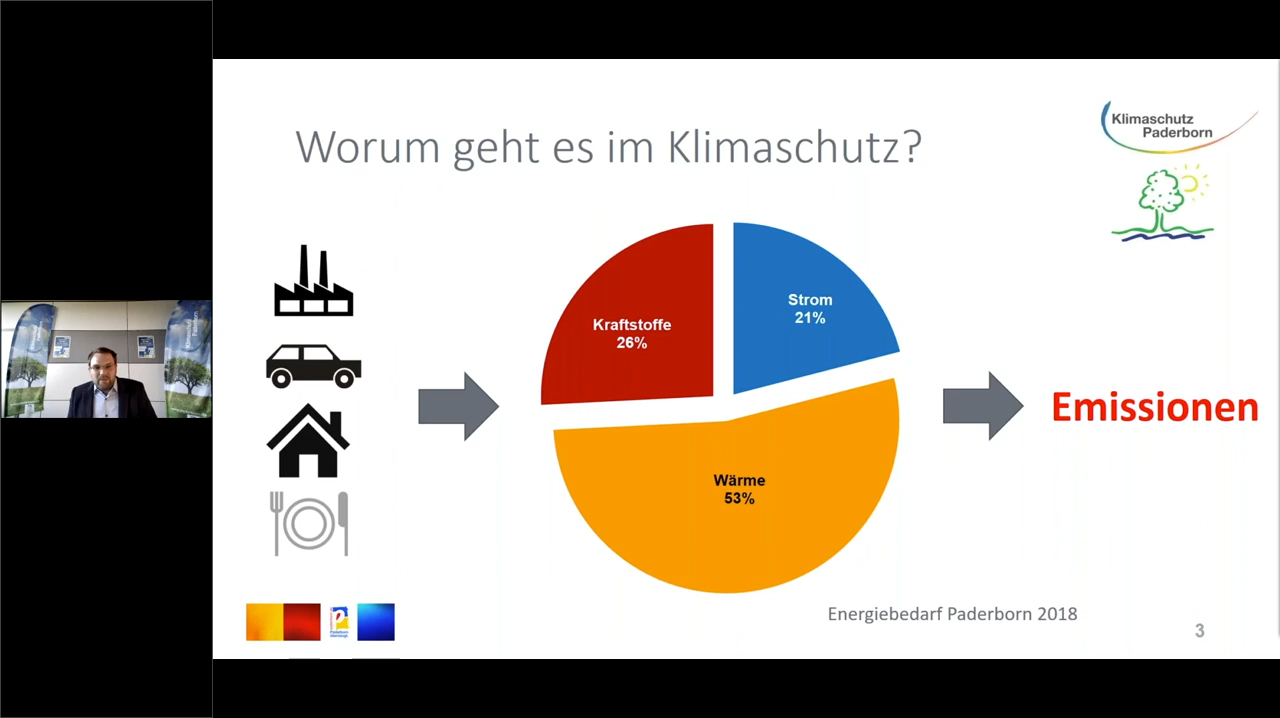 Worum geht es im Klimaschutz?
Klimaschutz
Paderborn
Kraftstoffe
26%
Strom
21%
Wärme
53%
Emissionen
Energiebedarf Paderborn 2018
3